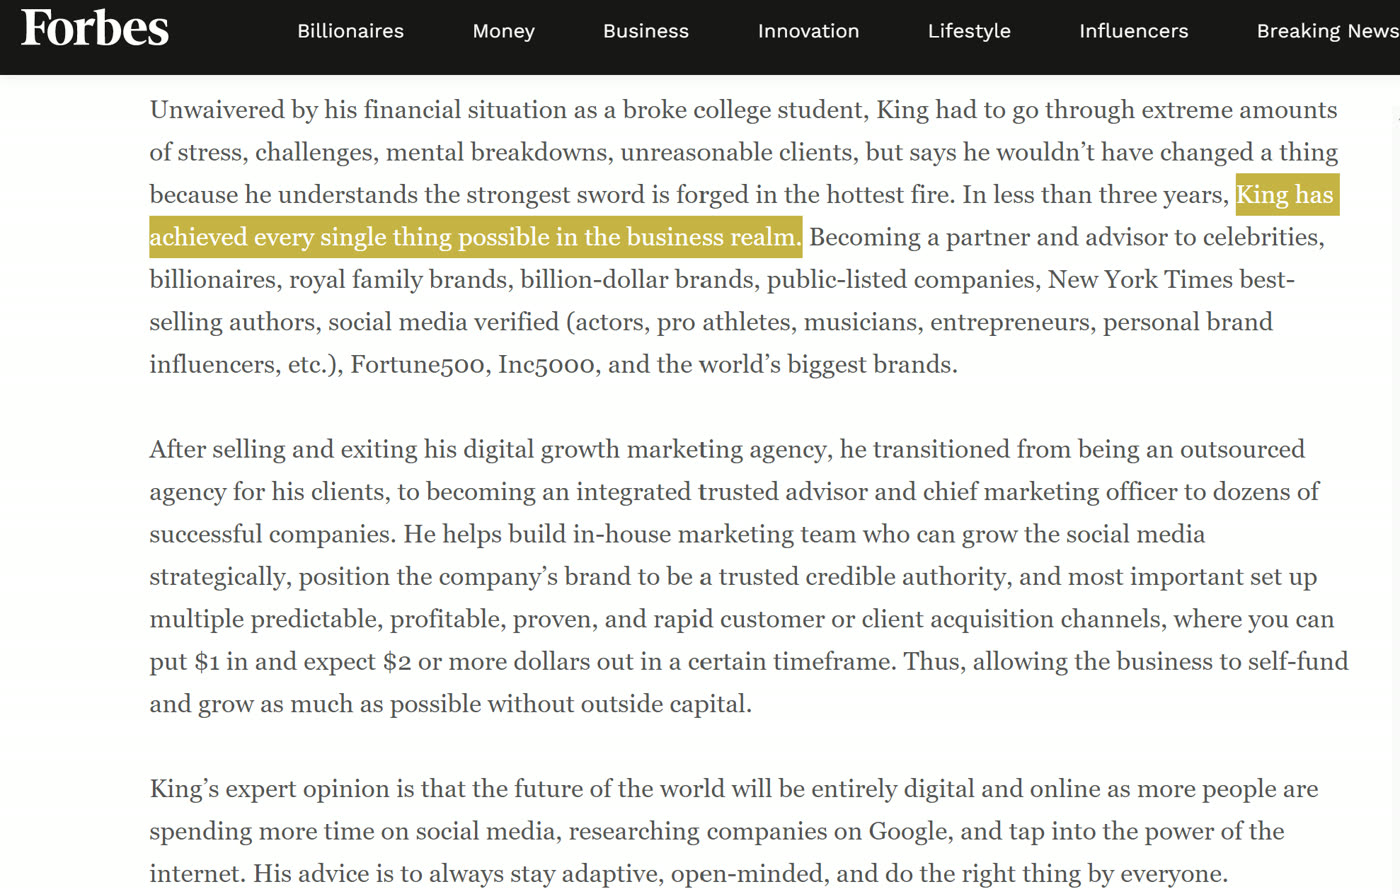 Forbes
Billionaires Money Business Innovation Lifestyle Influencers Breaking News
Unwaivered by his financial situation as a broke college student, King had to go through extreme amounts
of stress, challenges, mental breakdowns, unreasonable clients, but says he wouldn’t have changed a thing
because he understands the strongest sword is forged in the hottest fire. In less than three years, King has
achieved every single thing possible in the business realm. Becoming a partner and advisor to celebrities,
billionaires, royal family brands, billion-dollar brands, public-listed companies, New York Times best-
selling authors, social media verified (actors, pro athletes, musicians, entrepreneurs, personal brand
influencers, etc.), Fortune500, Inc5000, and the world’s biggest brands.
After selling and exiting his digital growth marketing agency, he transitioned from being an outsourced
agency for his clients, to becoming an integrated trusted advisor and chief marketing officer to dozens of
successful companies. He helps build in-house marketing team who can grow the social media
strategically, position the company’s brand to be a trusted credible authority, and most important set up
multiple predictable, profitable, proven, and rapid customer or client acquisition channels, where you can
put $1 in and expect $2 or more dollars out in a certain timeframe. Thus, allowing the business to self-fund
and grow as much as possible without outside capital.
King’s expert opinion is that the future of the world will be entirely digital and online as more people are
spending more time on social media, researching companies on Google, and tap into the power of the
internet. His advice is to always stay adaptive, open-minded, and do the right thing by everyone.